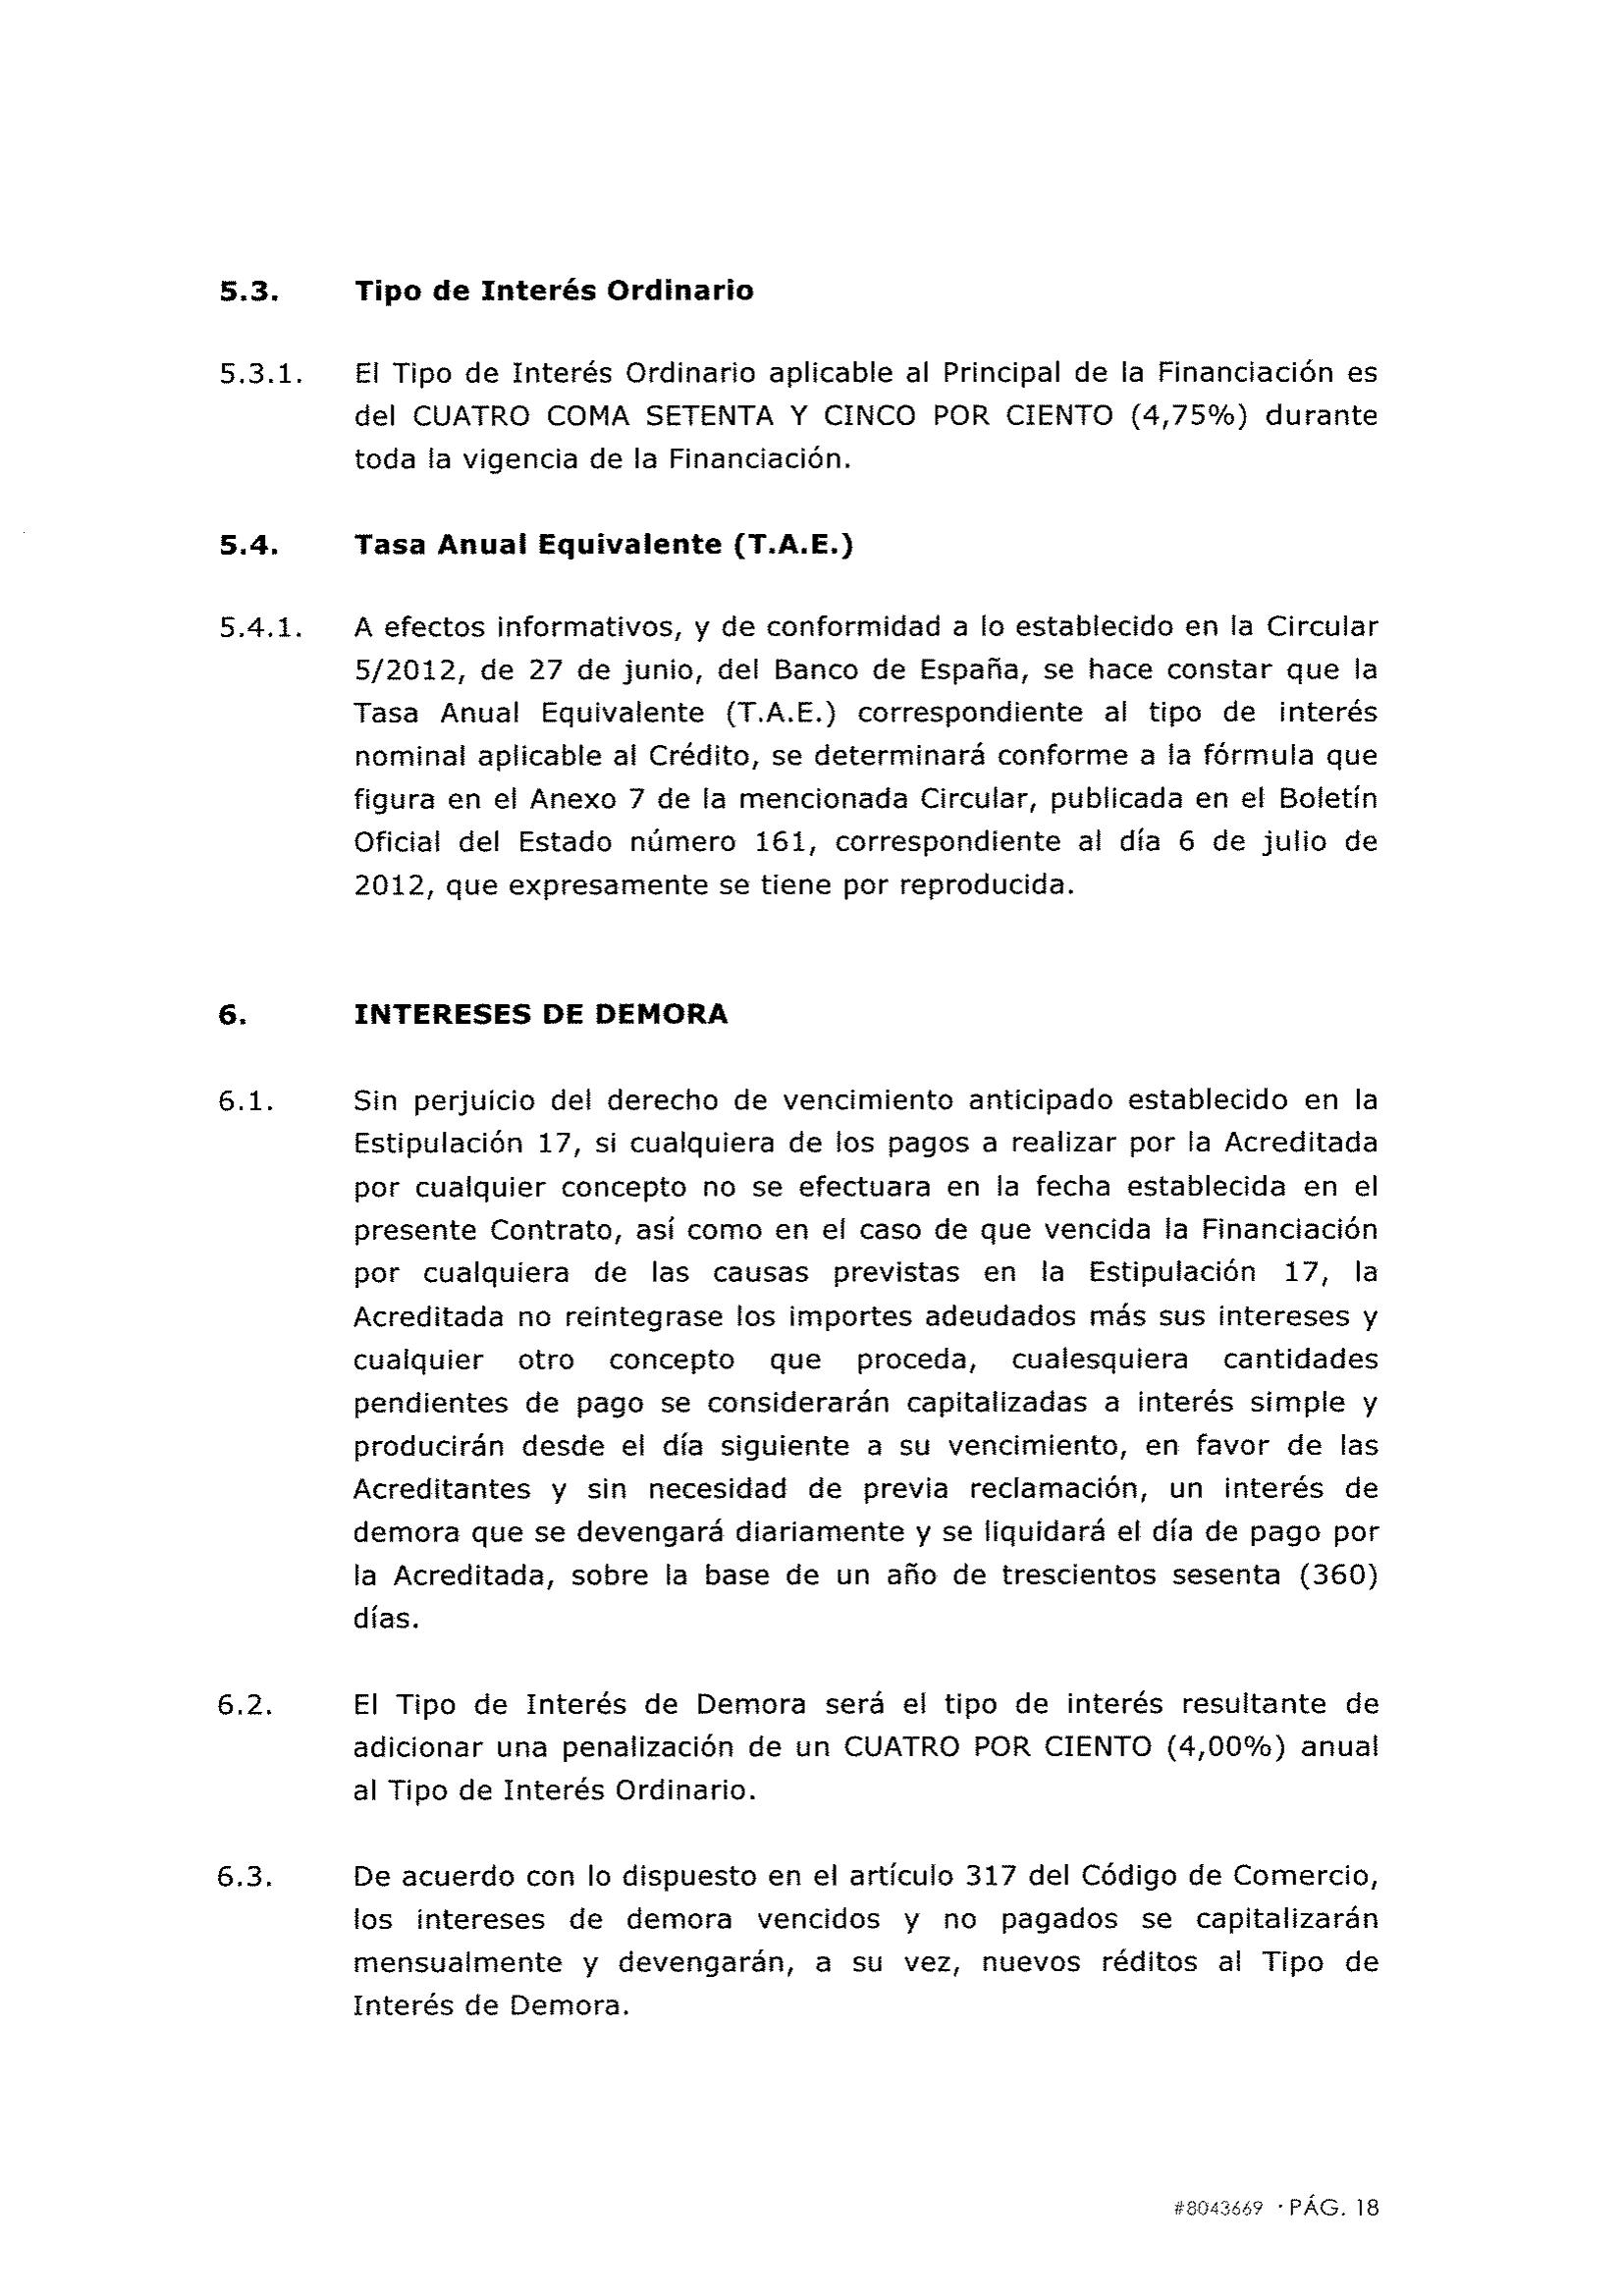 5.3. Tipo de Interés Ordinario
5.3.1. El Tipo de Interés Ordinario aplicable al Principal de la Financiación es
del CUATRO COMA SETENTA Y CINCO POR CIENTO (4,75%) durante
toda la vigencia de la Financiación.
5.4. Tasa Anual Equivalente (T.A.E.)
5.4.1. A efectos informativos, y de conformidad a lo establecido en la Circular
5/2012, de 27 de junio, del Banco de España, se hace constar que la
Tasa Anual Equivalente (T.A.E.) correspondiente al tipo de interés
nominal aplicable al Crédito, se determinará conforme a la fórmula que
figura en el Anexo 7 de la mencionada Circular, publicada en el Boletín
Oficial del Estado número 161, correspondiente al día 6 de julio de
2012, que expresamente se tiene por reproducida.
6. INTERESES DE DEMORA
6.1. Sin perjuicio del derecho de vencimiento anticipado establecido en la
Estipulación 17, si cualquiera de los pagos a realizar por la Acreditada
por cualquier concepto no se efectuara en la fecha establecida en el
presente Contrato, así como en el caso de que vencida la Financiación
por cualquiera de las causas previstas en la Estipulación 17, la
Acreditada no reintegrase los importes adeudados más sus intereses y
cualquier otro concepto que proceda, cualesquiera cantidades
pendientes de pago se considerarán capitalizadas a interés simple y
producirán desde el día siguiente a su vencimiento, en favor de las
Acreditantes y sin necesidad de previa reclamación, un interés de
demora que se devengará diariamente y se liquidará el día de pago por
la Acreditada, sobre la base de un año de trescientos sesenta (360)
días.
6.2. El Tipo de Interés de Demora será el tipo de interés resultante de
adicionar una penalización de un CUATRO POR CIENTO (4,00%) anual
al Tipo de Interés Ordinario.
6.3. De acuerdo con lo dispuesto en el artículo 317 del Código de Comercio,
los intereses de demora vencidos y no pagados se capitalizarán
mensualmente y devengarán, a su vez, nuevos réditos al Tipo de
Interés de Demora.
#8043669 · PÁG. 18